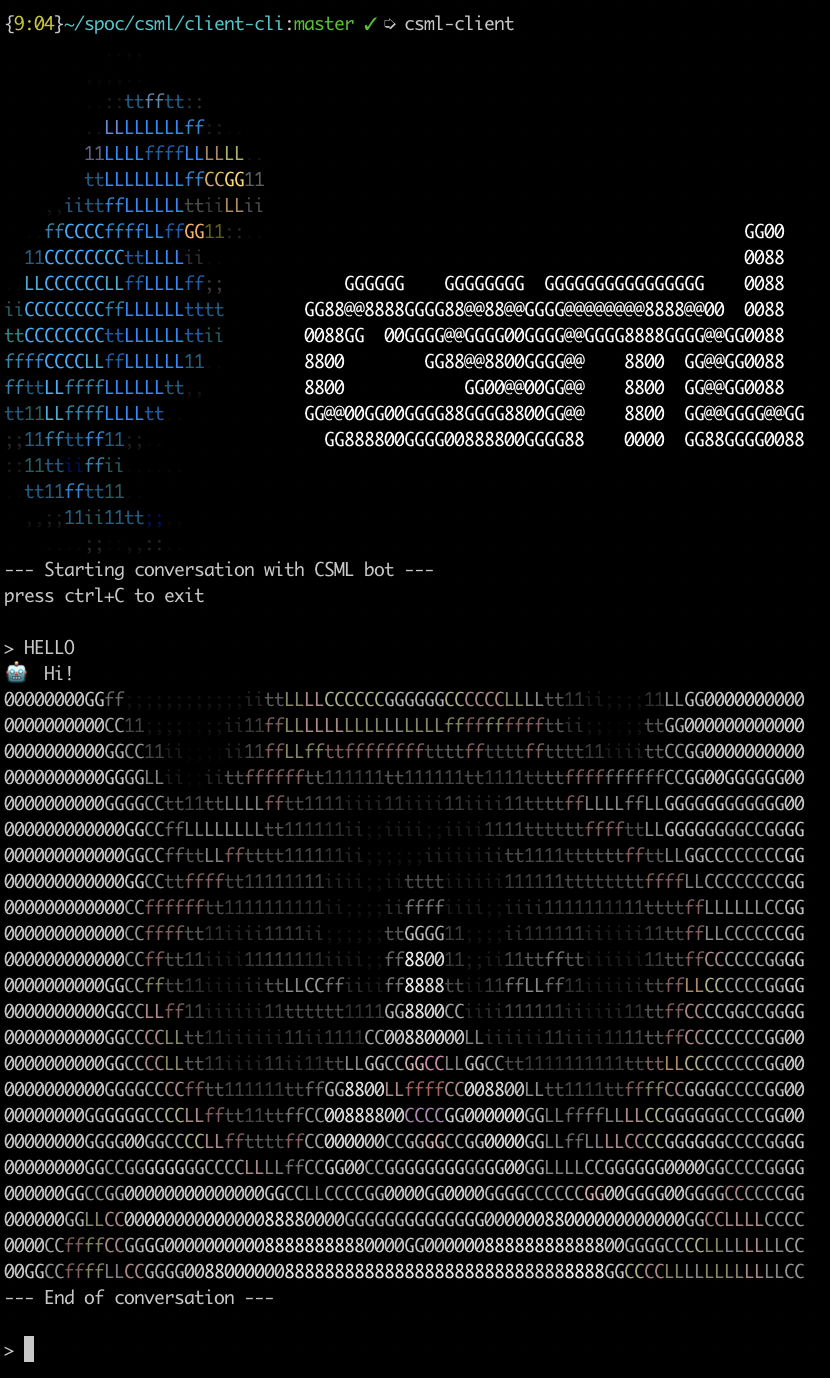 {9:04}~/spoc/csml/client-cli:master ✓ ➭ csml-client
csml
--- Starting conversation with CSML bot ---
press ctrl+C to exit
> HELLO
🤖 Hi!
--- End of conversation ---
>